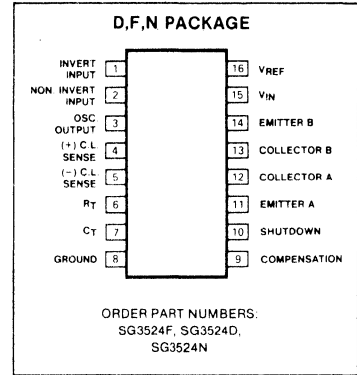 D,F,N PACKAGE
INVERT INPUT 1
NON. INVERT INPUT 2
OSC OUTPUT 3
(+) C.L. SENSE 4
(-) C.L. SENSE 5
RT 6
CT 7
GROUND 8
16 VREF
15 VIN
14 EMITTER B
13 COLLECTOR B
12 COLLECTOR A
11 EMITTER A
10 SHUTDOWN
9 COMPENSATION
ORDER PART NUMBERS:
SG3524F, SG3524D,
SG3524N